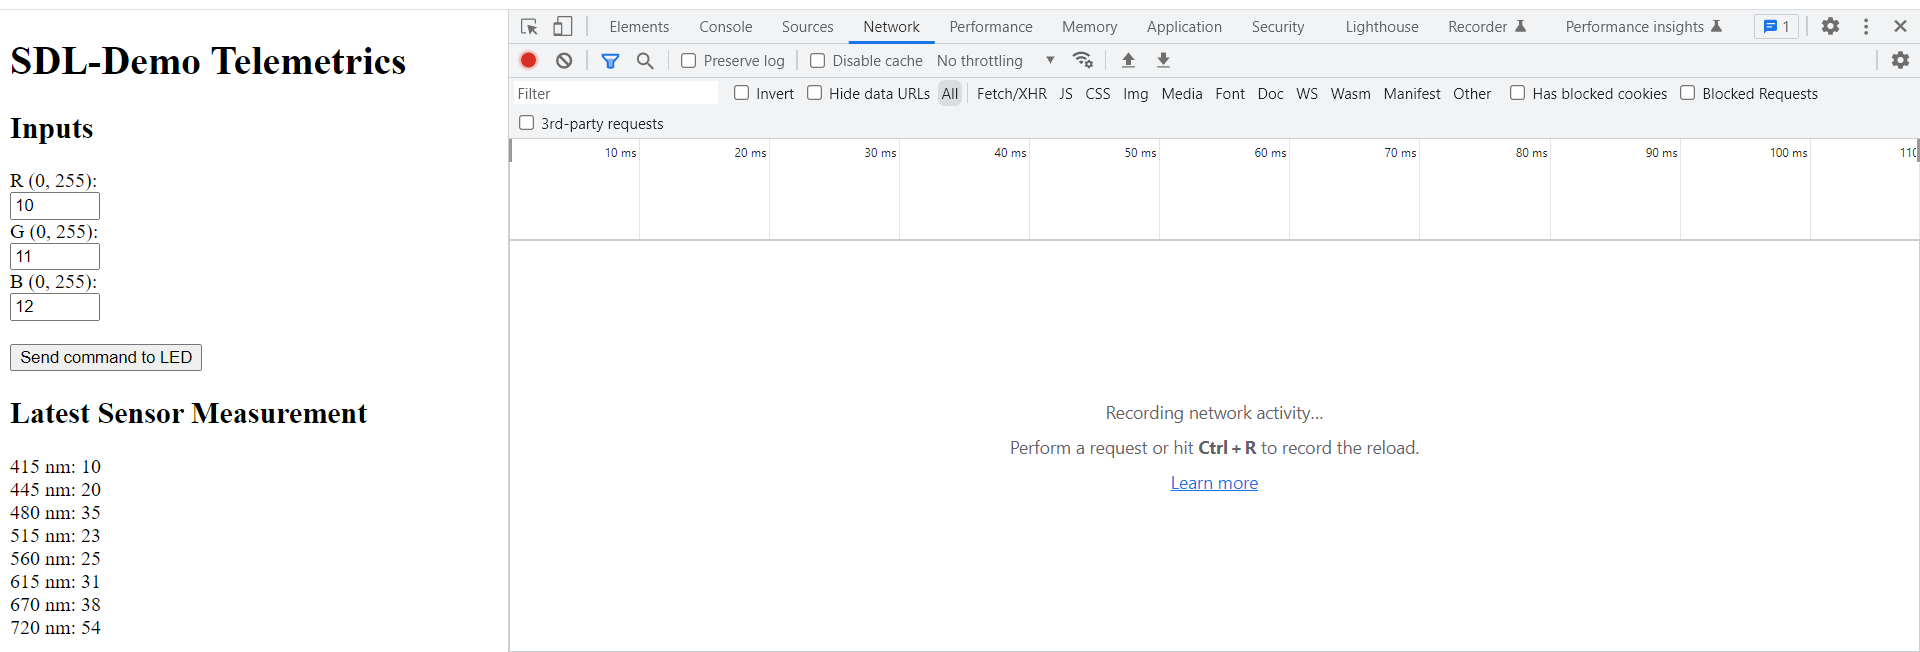 SDL-Demo Telemetrics
Inputs
R (0, 255):
10
G (0, 255):
11
B (0, 255):
12
Send command to LED
Latest Sensor Measurement
415 nm: 10
445 nm: 20
480 nm: 35
515 nm: 23
560 nm: 25
615 nm: 31
670 nm: 38
720 nm: 54
Elements Console Sources Network Performance Memory Application Security Lighthouse Recorder Performance insights 1
Preserve log Disable cache No throttling
Filter Invert Hide data URLs All Fetch/XHR JS CSS Img Media Font Doc WS Wasm Manifest Other Has blocked cookies Blocked Requests
3rd-party requests
10 ms 20 ms 30 ms 40 ms 50 ms 60 ms 70 ms 80 ms 90 ms 100 ms 110
Recording network activity...
Perform a request or hit Ctrl + R to record the reload.
Learn more